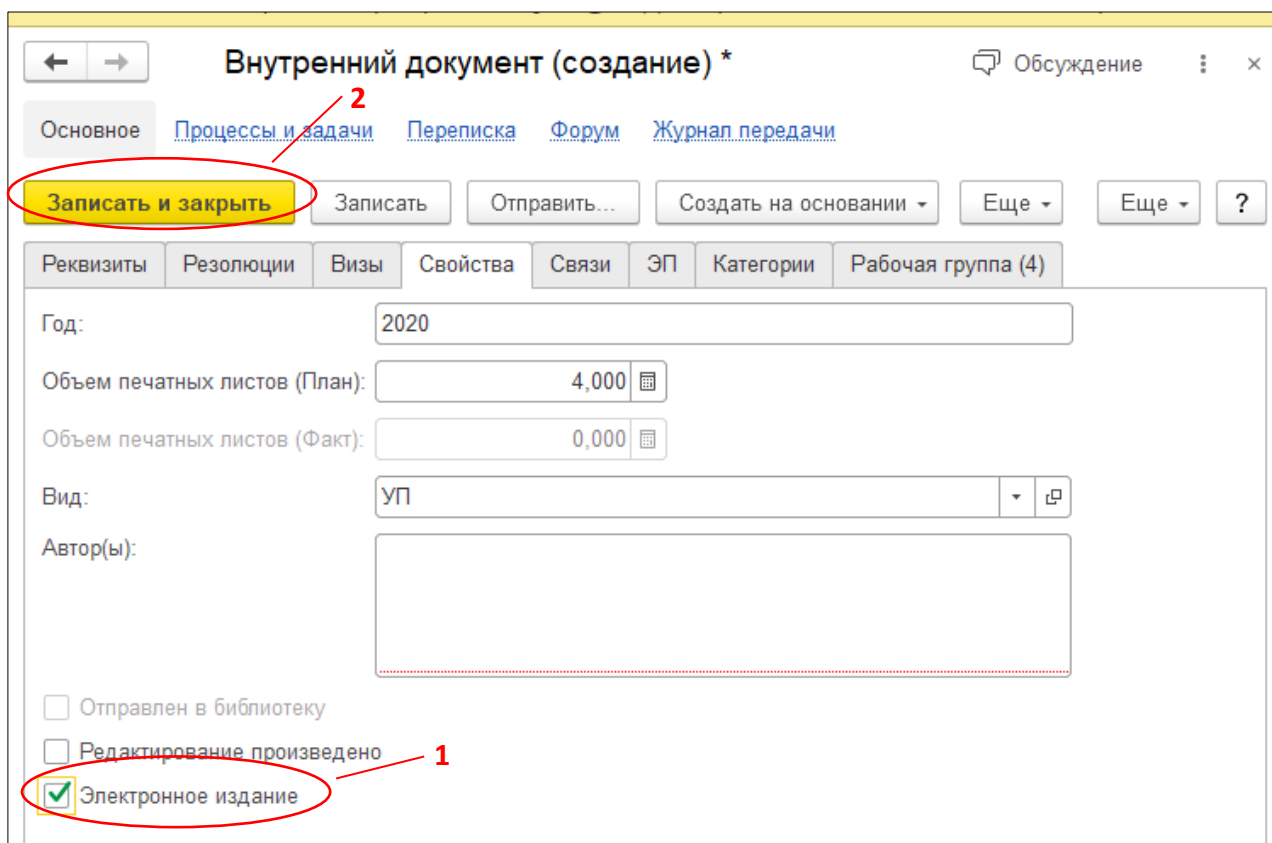 Внутренний документ (создание) *
Обсуждение
2
Основное Процессы и задачи Переписка Форум Журнал передачи
Записать и закрыть Записать Отправить... Создать на основании Еще Еще ?
Реквизиты Резолюции Визы Свойства Связи ЭП Категории Рабочая группа (4)
Год: 2020
Объем печатных листов (План): 4,000
Объем печатных листов (Факт): 0,000
Вид: УП
Автор(ы):
Отправлен в библиотеку
Редактирование произведено
1
Электронное издание